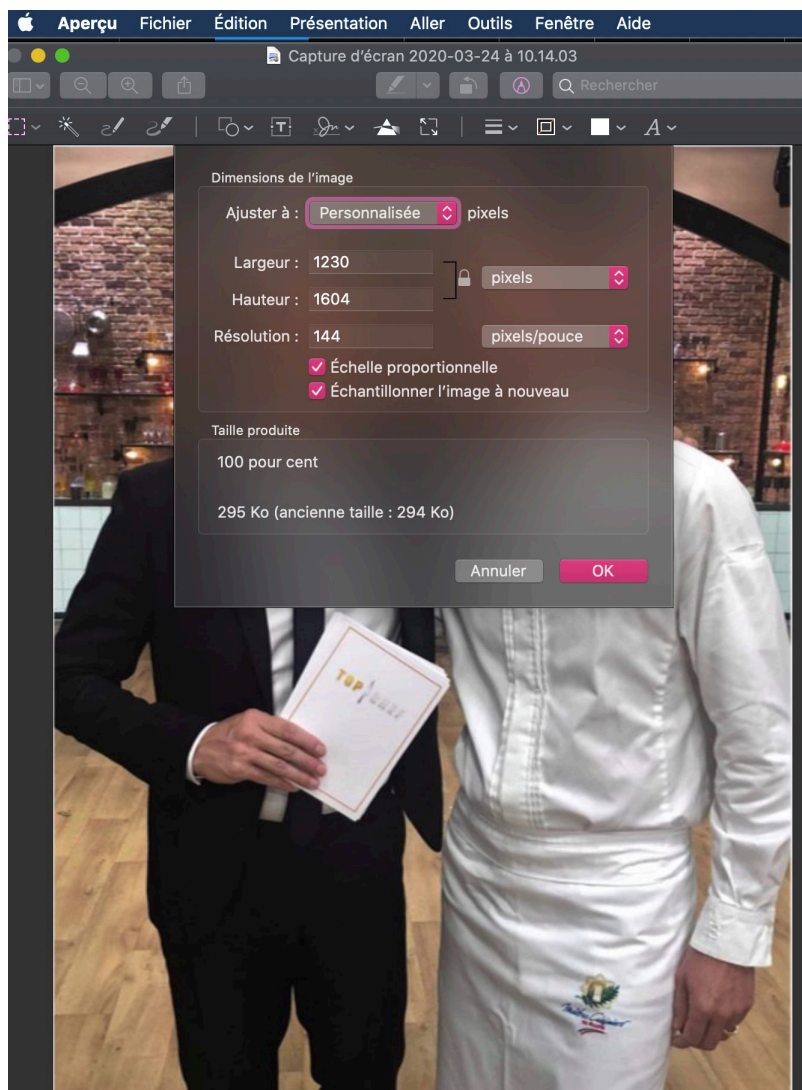 Aperçu Fichier Édition Présentation Aller Outils Fenêtre Aide
Capture d’écran 2020-03-24 à 10.14.03
Rechercher
Dimensions de l’image
Ajuster à : Personnalisée pixels
Largeur : 1230
pixels
Hauteur : 1604
Résolution : 144 pixels/pouce
Échelle proportionnelle
Échantillonner l’image à nouveau
Taille produite
100 pour cent
295 Ko (ancienne taille : 294 Ko)
Annuler OK
TOP CHEF